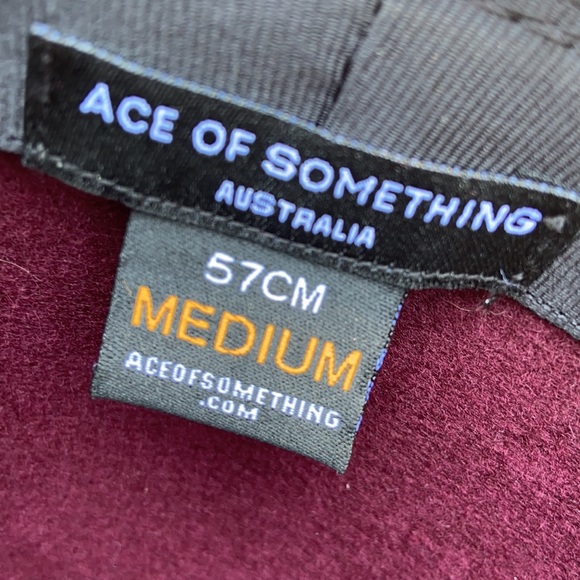 ACE OF SOMETHING
AUSTRALIA
57CM
MEDIUM
ACEOFSOMETHING
.COM